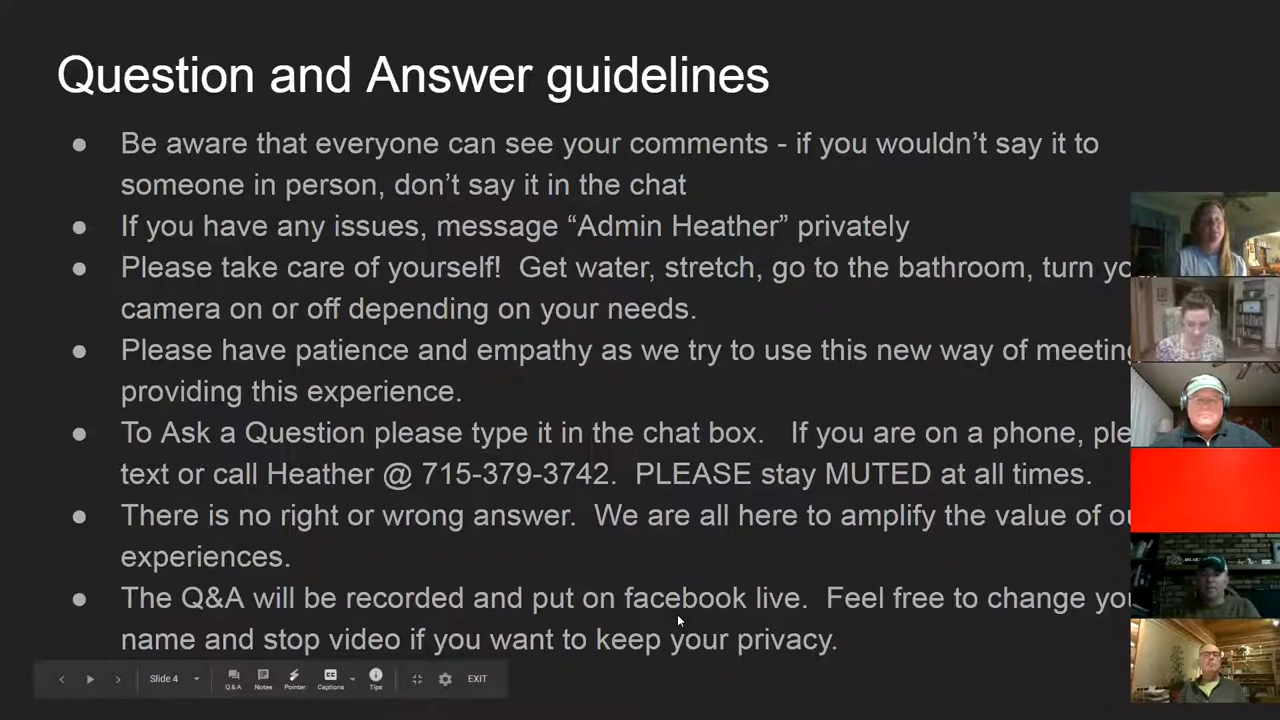 Question and Answer guidelines
● Be aware that everyone can see your comments - if you wouldn’t say it to
someone in person, don’t say it in the chat
● If you have any issues, message “Admin Heather” privately
● Please take care of yourself!  Get water, stretch, go to the bathroom, turn yo
camera on or off depending on your needs.
● Please have patience and empathy as we try to use this new way of meeting
providing this experience.
● To Ask a Question please type it in the chat box.   If you are on a phone, ple
text or call Heather @ 715-379-3742.  PLEASE stay MUTED at all times.
● There is no right or wrong answer.  We are all here to amplify the value of ou
experiences.
● The Q&A will be recorded and put on facebook live.  Feel free to change you
name and stop video if you want to keep your privacy.
Slide 4 Q&A Notes Pointer Captions Tips EXIT